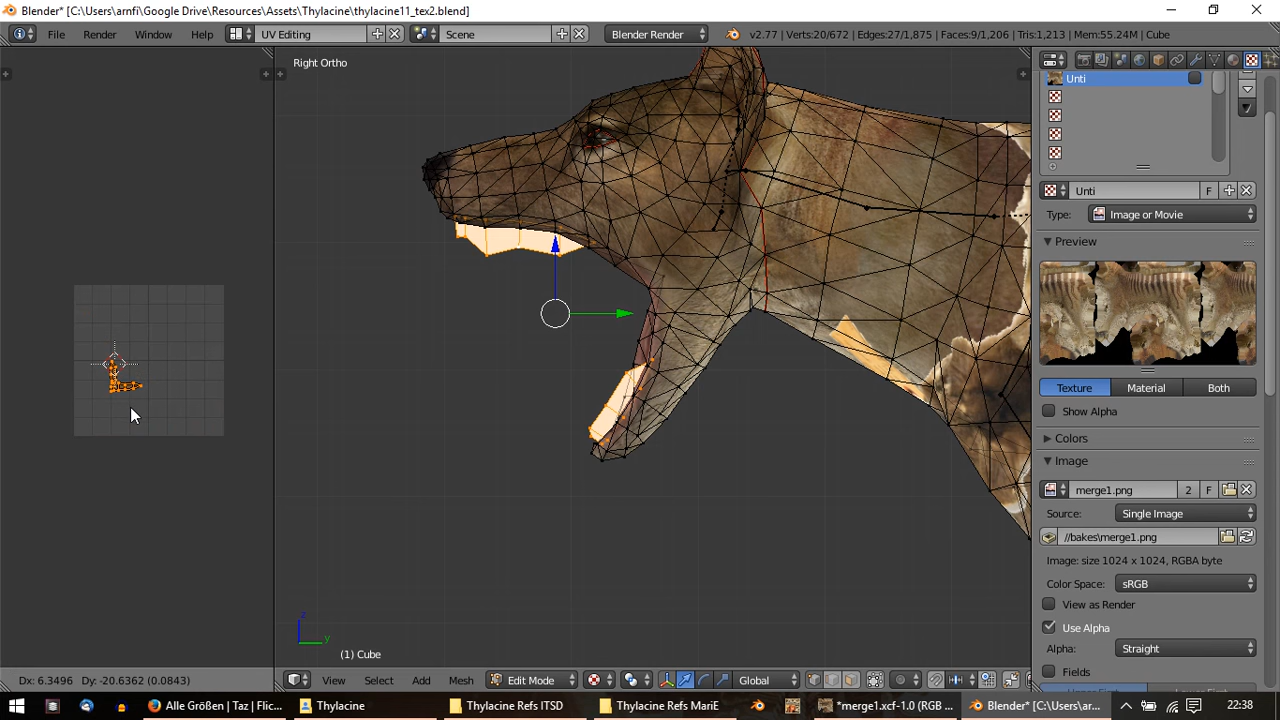 Blender* [C:\Users\arnfi\Google Drive\Resources\Assets\Thylacine\thylacine11_tex2.blend]
File Render Window Help UV Editing Scene Blender Render v2.77 | Verts:20/672 | Edges:27/1,875 | Faces:9/1,206 | Tris:1,213 | Mem:55.24M | Cube
Right Ortho
Unti
Unti F
Type: Image or Movie
Preview
Texture Material Both
Show Alpha
Colors
Image
merge1.png 2 F
Source: Single Image
//bakes\merge1.png
Image: size 1024 x 1024, RGBA byte
Color Space: sRGB
View as Render
Use Alpha
Alpha: Straight
Fields
z
y
(1) Cube
Dx: 6.3496 Dy: -20.6362 (0.0843)
View Select Add Mesh Edit Mode Global
Alle Größen | Taz | Flic... Thylacine Thylacine Refs ITSD Thylacine Refs MariE *merge1.xcf-1.0 (RGB ... Blender* [C:\Users\ar... 22:38